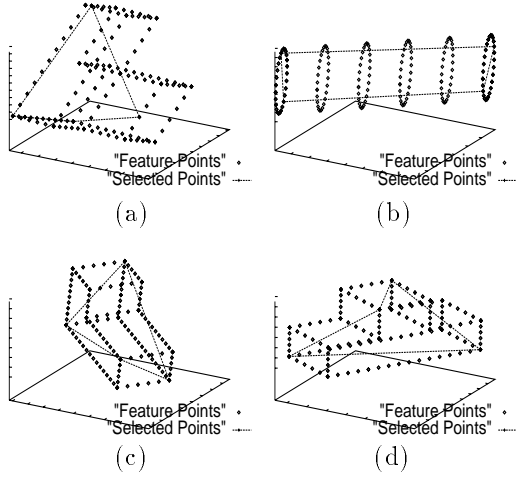 "Feature Points"
"Selected Points"
(a)
"Feature Points"
"Selected Points"
(b)
"Feature Points"
"Selected Points"
(c)
"Feature Points"
"Selected Points"
(d)